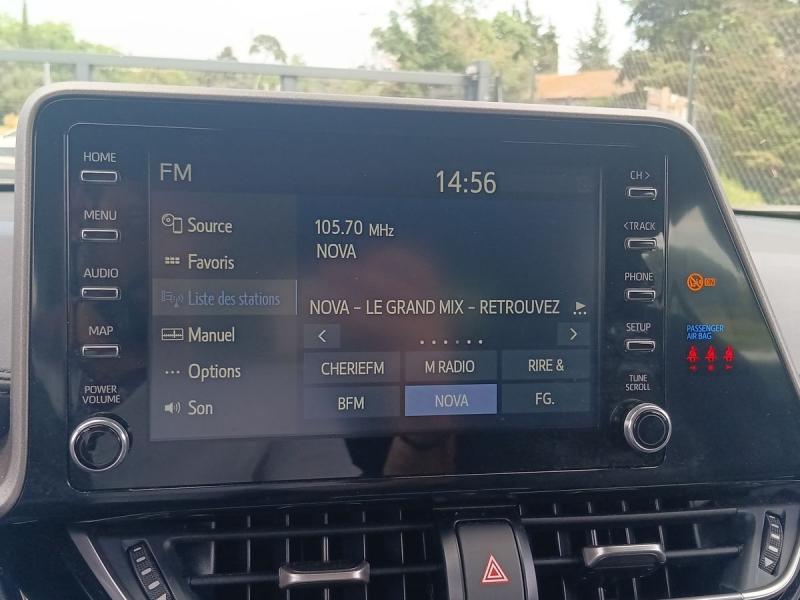 HOME
MENU
AUDIO
MAP
POWER
VOLUME
FM
14:56
Source
Favoris
Liste des stations
Manuel
Options
Son
105.70 MHz
NOVA
NOVA – LE GRAND MIX – RETROUVEZ
CHERIEFM
M RADIO
RIRE &
BFM
NOVA
FG.
CH >
<TRACK
PHONE
SETUP
TUNE
SCROLL
ON
PASSENGER
AIR BAG